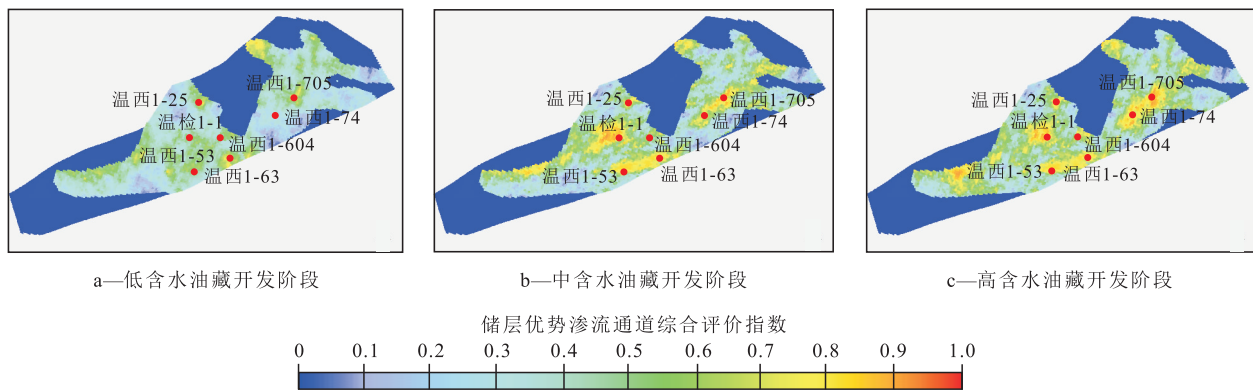 温西1-705
温西1-25
温检1-1
温西1-74
温西1-604
温西1-53
温西1-63
a—低含水油藏开发阶段
温西1-705
温西1-25
温检1-1
温西1-74
温西1-604
温西1-53
温西1-63
b—中含水油藏开发阶段
温西1-705
温西1-25
温检1-1
温西1-74
温西1-604
温西1-53
温西1-63
c—高含水油藏开发阶段
储层优势渗流通道综合评价指数
0 0.1 0.2 0.3 0.4 0.5 0.6 0.7 0.8 0.9 1.0